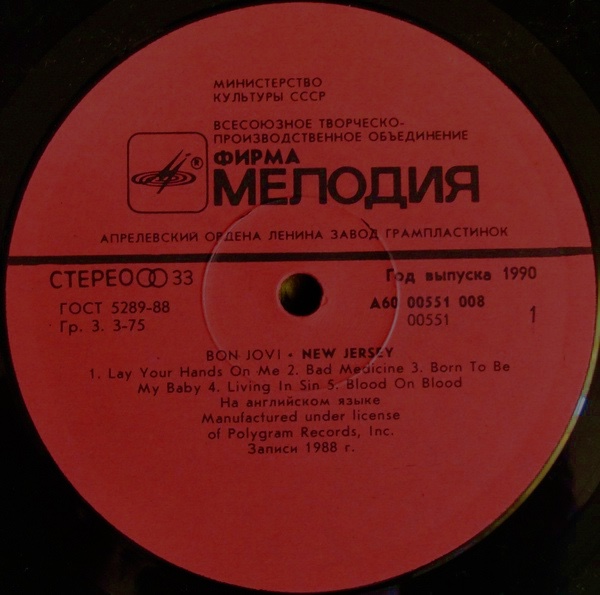 МИНИСТЕРСТВО
КУЛЬТУРЫ СССР
ВСЕСОЮЗНОЕ ТВОРЧЕСКО-
ПРОИЗВОДСТВЕННОЕ ОБЪЕДИНЕНИЕ
®
ФИРМА
МЕЛОДИЯ
АПРЕЛЕВСКИЙ ОРДЕНА ЛЕНИНА ЗАВОД ГРАМПЛАСТИНОК
СТЕРЕО 33
Год выпуска 1990
ГОСТ 5289-88
А60 00551 008
Гр. 3. 3-75
00551
1
BON JOVI • NEW JERSEY
1. Lay Your Hands On Me 2. Bad Medicine 3. Born To Be
My Baby 4. Living In Sin 5. Blood On Blood
На английском языке
Manufactured under license
of Polygram Records, Inc.
Записи 1988 г.